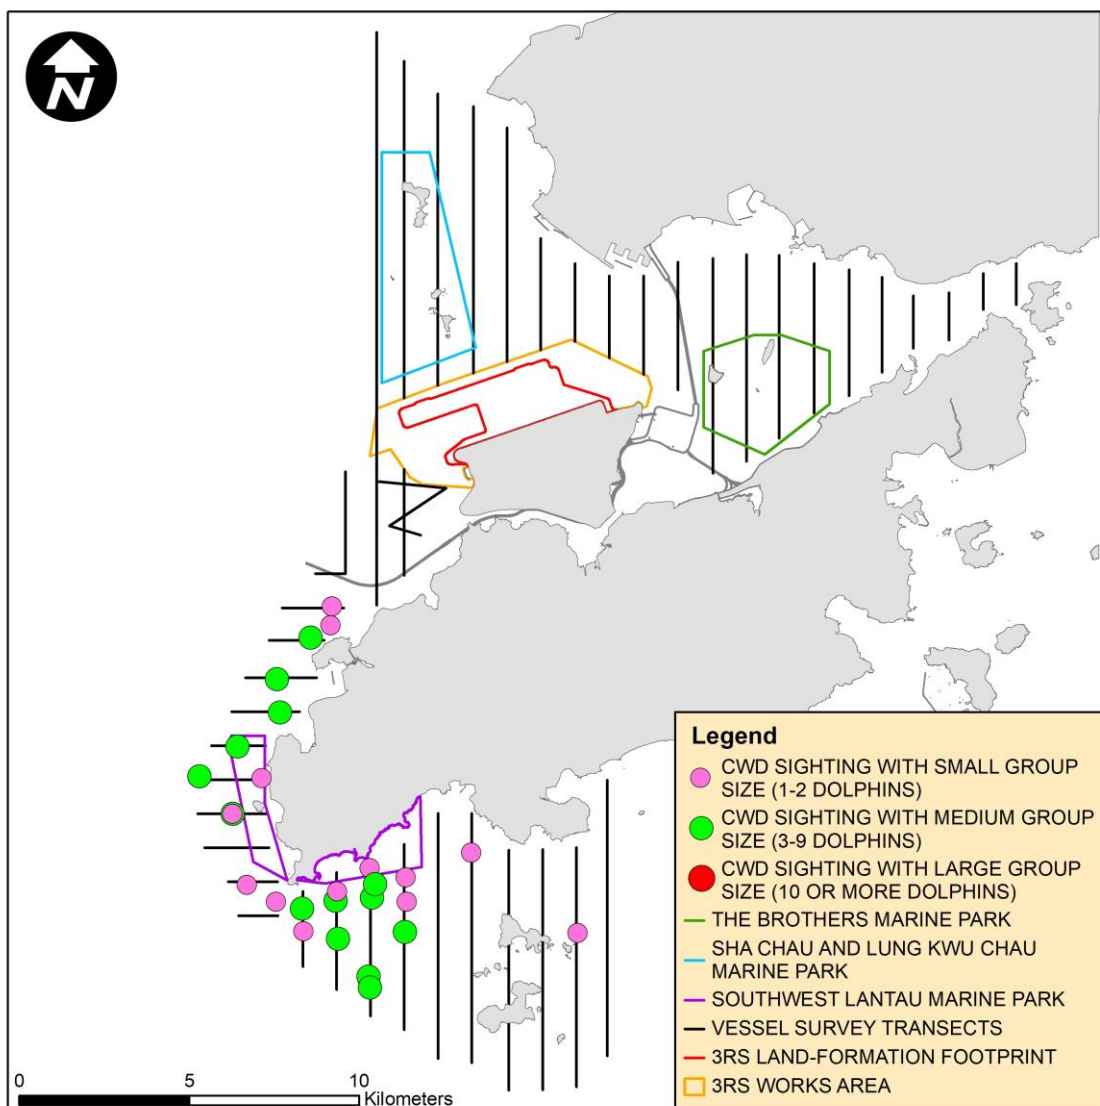 N
Legend
CWD SIGHTING WITH SMALL GROUP
SIZE (1-2 DOLPHINS)
CWD SIGHTING WITH MEDIUM GROUP
SIZE (3-9 DOLPHINS)
CWD SIGHTING WITH LARGE GROUP
SIZE (10 OR MORE DOLPHINS)
THE BROTHERS MARINE PARK
SHA CHAU AND LUNG KWU CHAU
MARINE PARK
SOUTHWEST LANTAU MARINE PARK
VESSEL SURVEY TRANSECTS
3RS LAND-FORMATION FOOTPRINT
3RS WORKS AREA
0 5 10
Kilometers